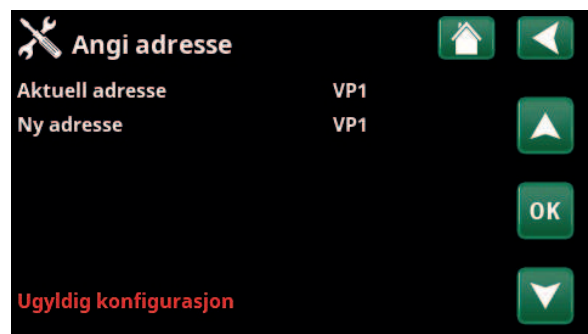 Angi adresse
Aktuell adresse VP1
Ny adresse VP1
OK
Ugyldig konfigurasjon